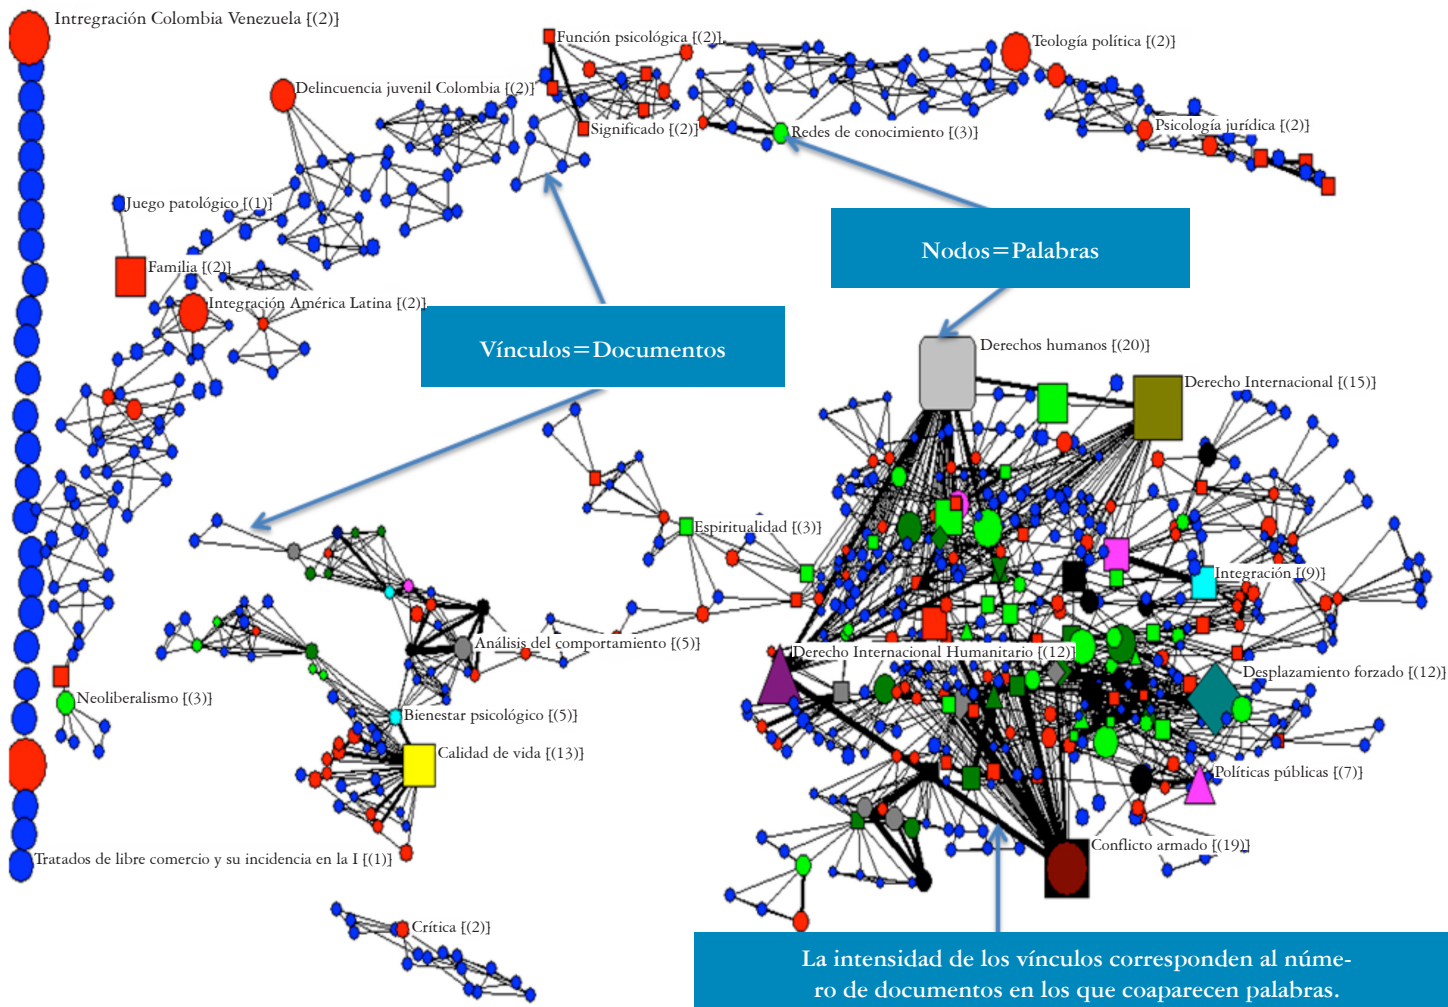 Intregración Colombia Venezuela [(2)]
Función psicológica [(2)]
Teología política [(2)]
Delincuencia juvenil Colombia [(2)]
Significado [(2)]
Redes de conocimiento [(3)]
Psicología jurídica [(2)]
Juego patológico [(1)]
Nodos=Palabras
Familia [(2)]
Integración América Latina [(2)]
Vínculos=Documentos
Derechos humanos [(20)]
Derecho Internacional [(15)]
Espiritualidad [(3)]
Integración [(9)]
Análisis del comportamiento [(5)]
Derecho Internacional Humanitario [(12)]
Desplazamiento forzado [(12)]
Neoliberalismo [(3)]
Bienestar psicológico [(5)]
Calidad de vida [(13)]
Políticas públicas [(7)]
Tratados de libre comercio y su incidencia en la I [(1)]
Conflicto armado [(19)]
Crítica [(2)]
La intensidad de los vínculos corresponden al núme-
ro de documentos en los que coaparecen palabras.